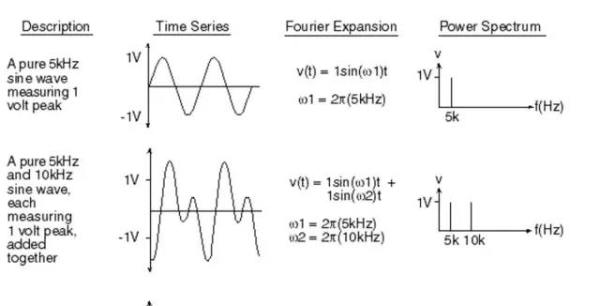 Description Time Series Fourier Expansion Power Spectrum
A pure 5kHz
sine wave
measuring 1
volt peak
1V
-1V
v(t) = 1sin(ω1)t
ω1 = 2π(5kHz)
V
1V
5k
f(Hz)
A pure 5kHz
and 10kHz
sine wave,
each
measuring
1 volt peak,
added
together
1V
-1V
v(t) = 1sin(ω1)t +
1sin(ω2)t
ω1 = 2π(5kHz)
ω2 = 2π(10kHz)
V
1V
5k 10k
f(Hz)